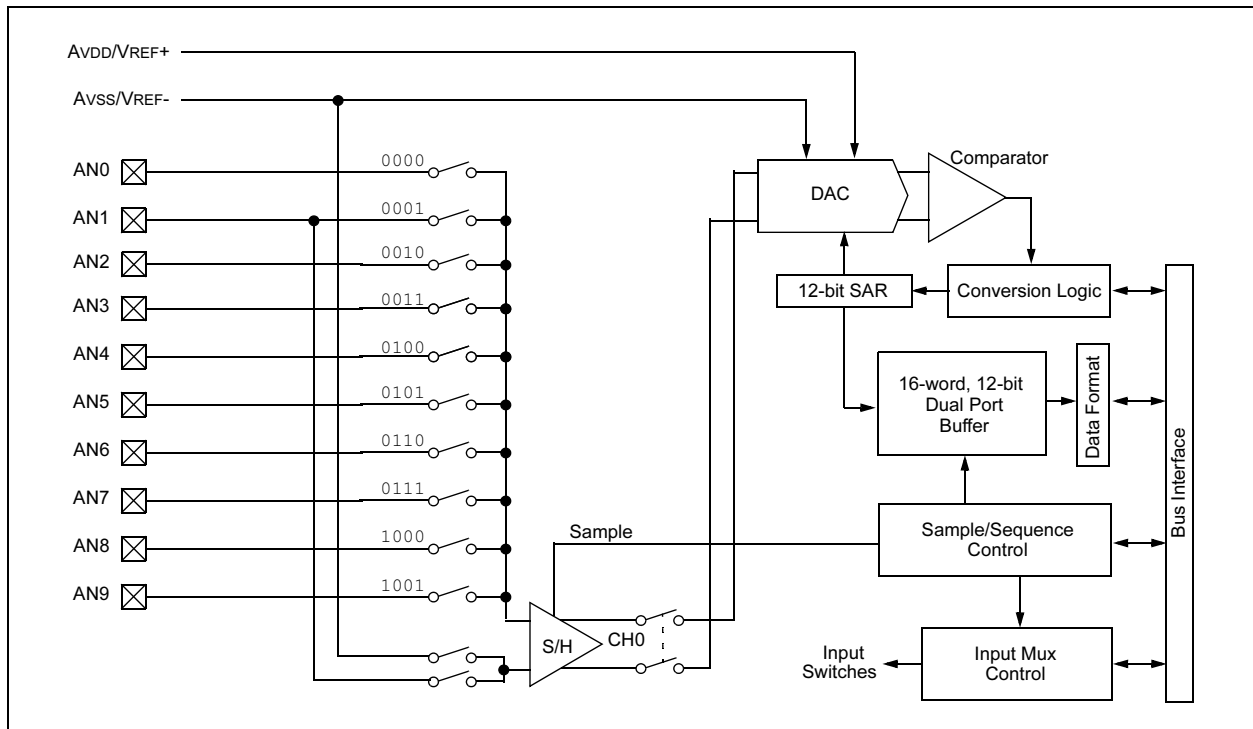 AVDD/VREF+
AVSS/VREF-
AN0
0000
AN1
0001
AN2
0010
AN3
0011
AN4
0100
AN5
0101
AN6
0110
AN7
0111
AN8
1000
AN9
1001
S/H
CH0
Sample
DAC
Comparator
12-bit SAR
Conversion Logic
16-word, 12-bit
Dual Port
Buffer
Data Format
Bus Interface
Sample/Sequence
Control
Input
Switches
Input Mux
Control